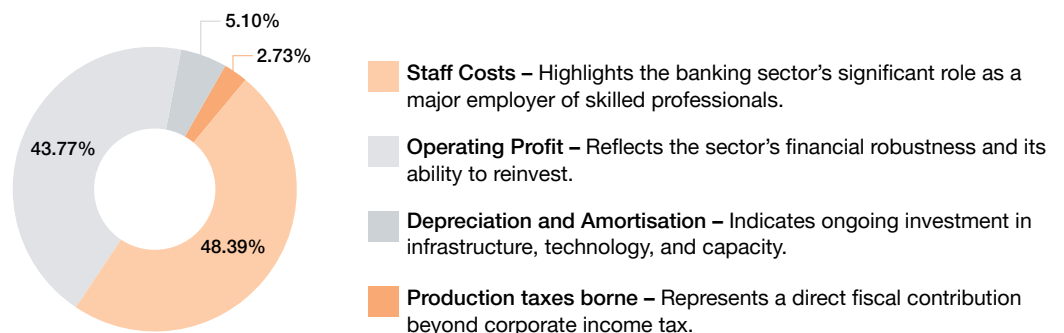 5.10%
2.73%
43.77%
48.39%
Staff Costs – Highlights the banking sector's significant role as a
major employer of skilled professionals.
Operating Profit – Reflects the sector's financial robustness and its
ability to reinvest.
Depreciation and Amortisation – Indicates ongoing investment in
infrastructure, technology, and capacity.
Production taxes borne – Represents a direct fiscal contribution
beyond corporate income tax.